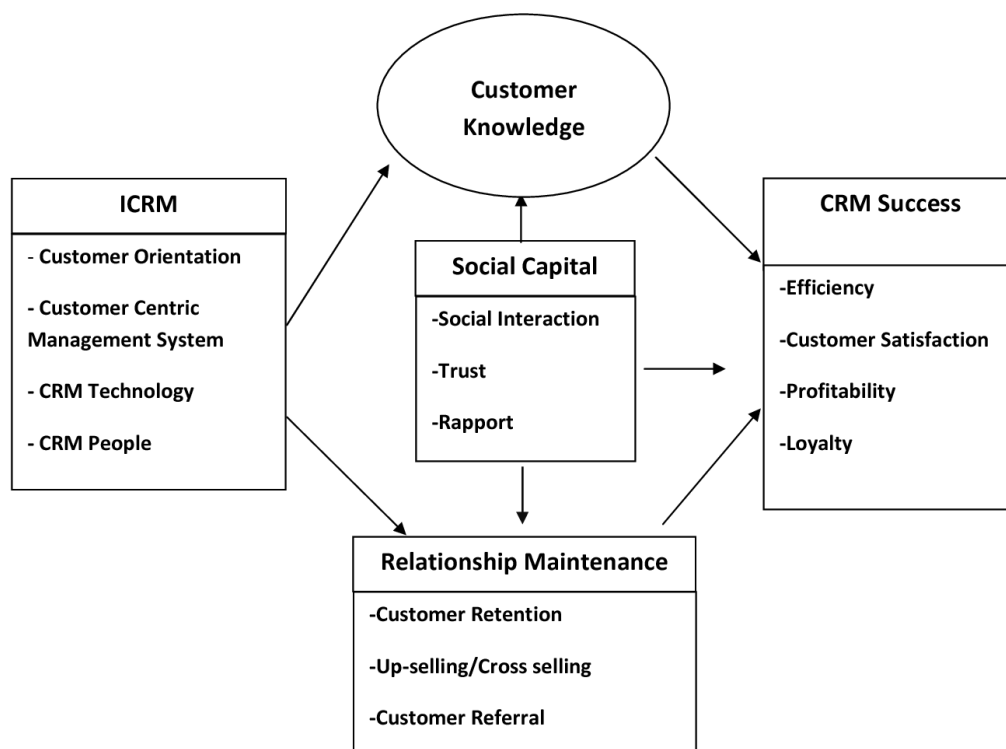 Customer
Knowledge
ICRM
- Customer Orientation
- Customer Centric
Management System
- CRM Technology
- CRM People
Social Capital
-Social Interaction
-Trust
-Rapport
CRM Success
-Efficiency
-Customer Satisfaction
-Profitability
-Loyalty
Relationship Maintenance
-Customer Retention
-Up-selling/Cross selling
-Customer Referral